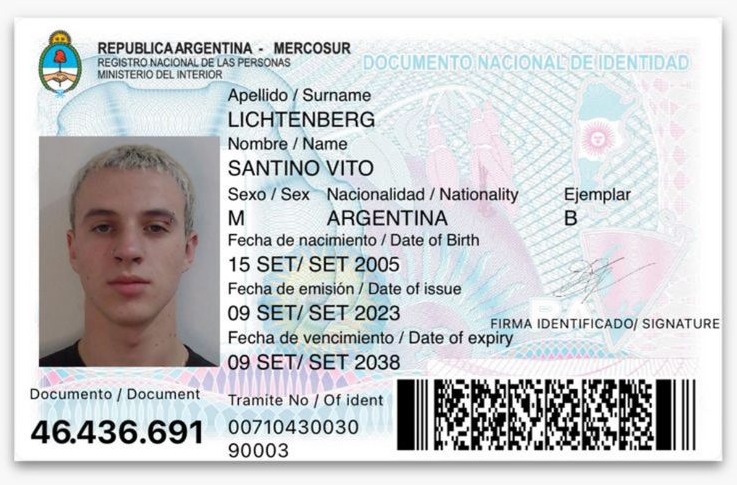 REPUBLICA ARGENTINA - MERCOSUR
REGISTRO NACIONAL DE LAS PERSONAS
MINISTERIO DEL INTERIOR
DOCUMENTO NACIONAL DE IDENTIDAD
Apellido / Surname
LICHTENBERG
Nombre / Name
SANTINO VITO
Sexo / Sex Nacionalidad / Nationality Ejemplar
M ARGENTINA B
Fecha de nacimiento / Date of Birth
15 SET/ SET 2005
Fecha de emisión / Date of issue
09 SET/ SET 2023
FIRMA IDENTIFICADO/ SIGNATURE
Fecha de vencimiento / Date of expiry
09 SET/ SET 2038
Documento / Document
46.436.691
Tramite No / Of ident
00710430030
90003